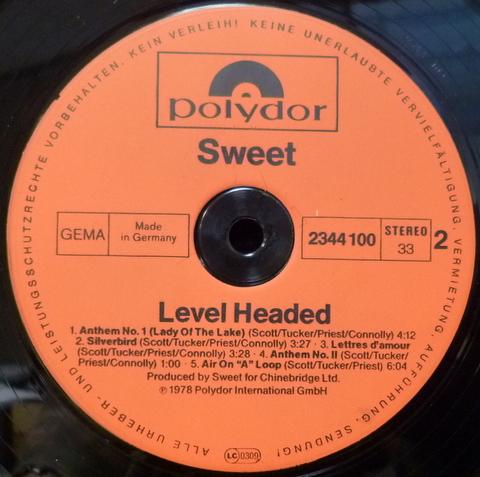 ALLE URHEBER- UND LEISTUNGSSCHUTZRECHTE VORBEHALTEN. KEIN VERLEIH! KEINE UNERLAUBTE VERVIELFÄLTIGUNG, VERMIETUNG, AUFFÜHRUNG, SENDUNG!
polydor
Sweet
GEMA
Made
in Germany
2344100
STEREO
33
2
Level Headed
1. Anthem No. 1 (Lady Of The Lake) (Scott/Tucker/Priest/Connolly) 4:12
2. Silverbird (Scott/Tucker/Priest/Connolly) 3:27 · 3. Lettres d'amour
(Scott/Tucker/Priest/Connolly) 3:28 · 4. Anthem No. II (Scott/Tucker/
Priest/Connolly) 1:00 · 5. Air On "A" Loop (Scott/Tucker/Priest) 6:04
Produced by Sweet for Chinebridge Ltd.
℗ 1978 Polydor International GmbH
LC 0309